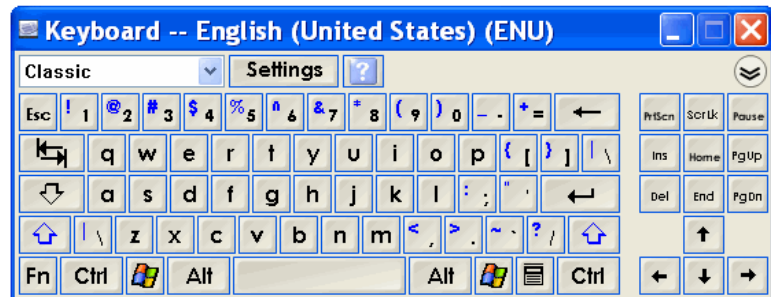 Keyboard -- English (United States) (ENU)
Classic Settings ?
Esc ! 1 @ 2 # 3 $ 4 % 5 ^ 6 & 7 * 8 ( 9 ) 0 _ - + = ← PrtScn ScrLk Pause
q w e r t y u i o p { [ } ] | \ Ins Home PgUp
a s d f g h j k l : ; " ' Del End PgDn
| \ z x c v b n m < , > . ~ ` ? / ↑
Fn Ctrl Alt Alt Ctrl ← ↓ →